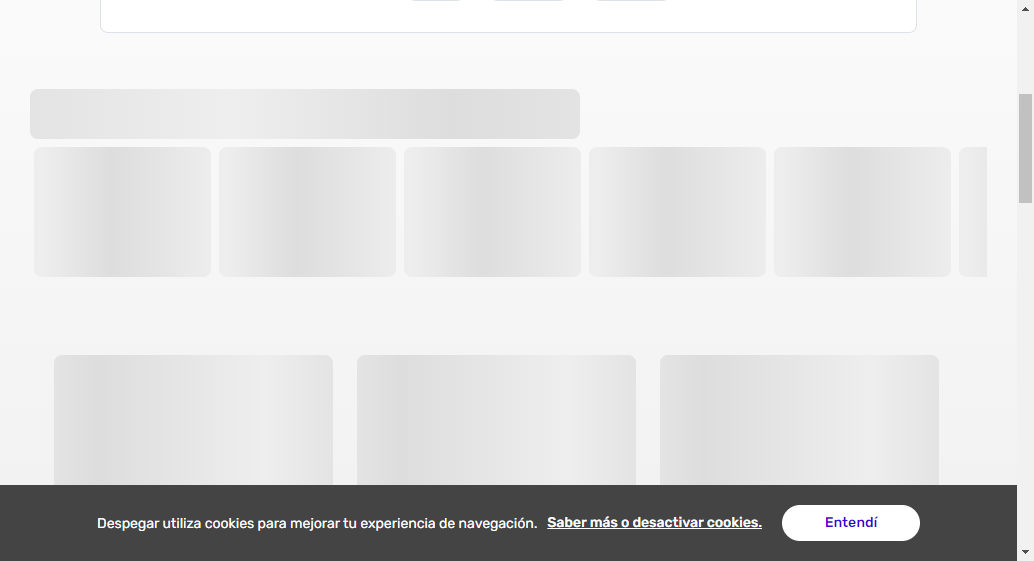 Despegar utiliza cookies para mejorar tu experiencia de navegación. Saber más o desactivar cookies. Entendí